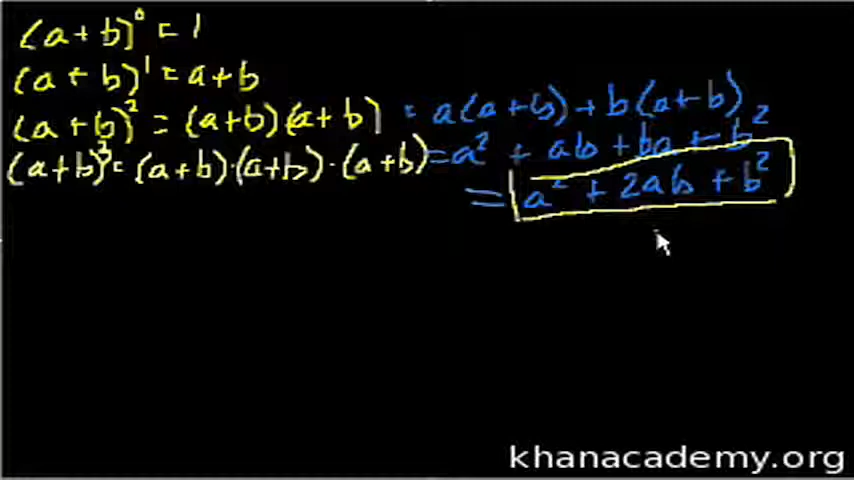 (a+b)⁰ = 1
(a+b)¹ = a+b
(a+b)² = (a+b)(a+b) = a(a+b)+b(a+b)
= a² + ab + ba + b²
(a+b)³ = (a+b)·(a+b)·(a+b)
= a² + 2ab + b²
khanacademy.org